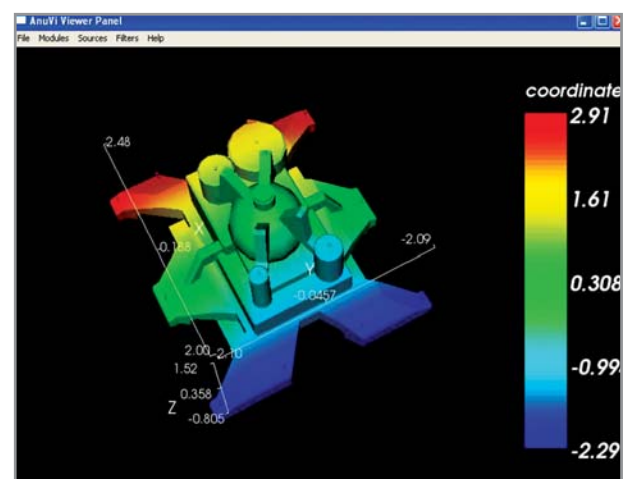 AnuVi Viewer Panel
File Modules Sources Filters Help
coordinate
2.91
1.61
0.308
-0.99
-2.29
2.48
-0.168
X
-2.09
Y
-0.0457
2.00
-2.10
1.52
0.358
Z
-0.805